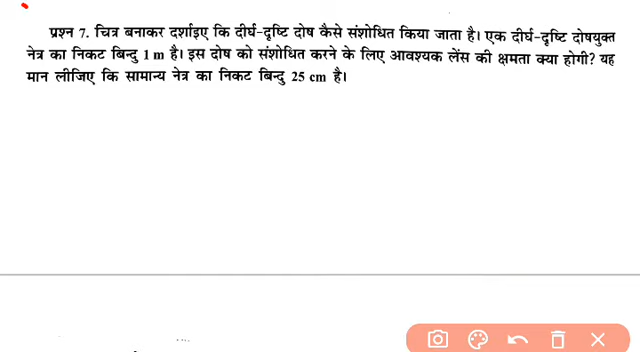 प्रश्न 7. चित्र बनाकर दर्शाइए कि दीर्घ-दृष्टि दोष कैसे संशोधित किया जाता है। एक दीर्घ-दृष्टि दोषयुक्त
नेत्र का निकट बिन्दु 1 m है। इस दोष को संशोधित करने के लिए आवश्यक लेंस की क्षमता क्या होगी? यह
मान लीजिए कि सामान्य नेत्र का निकट बिन्दु 25 cm है।